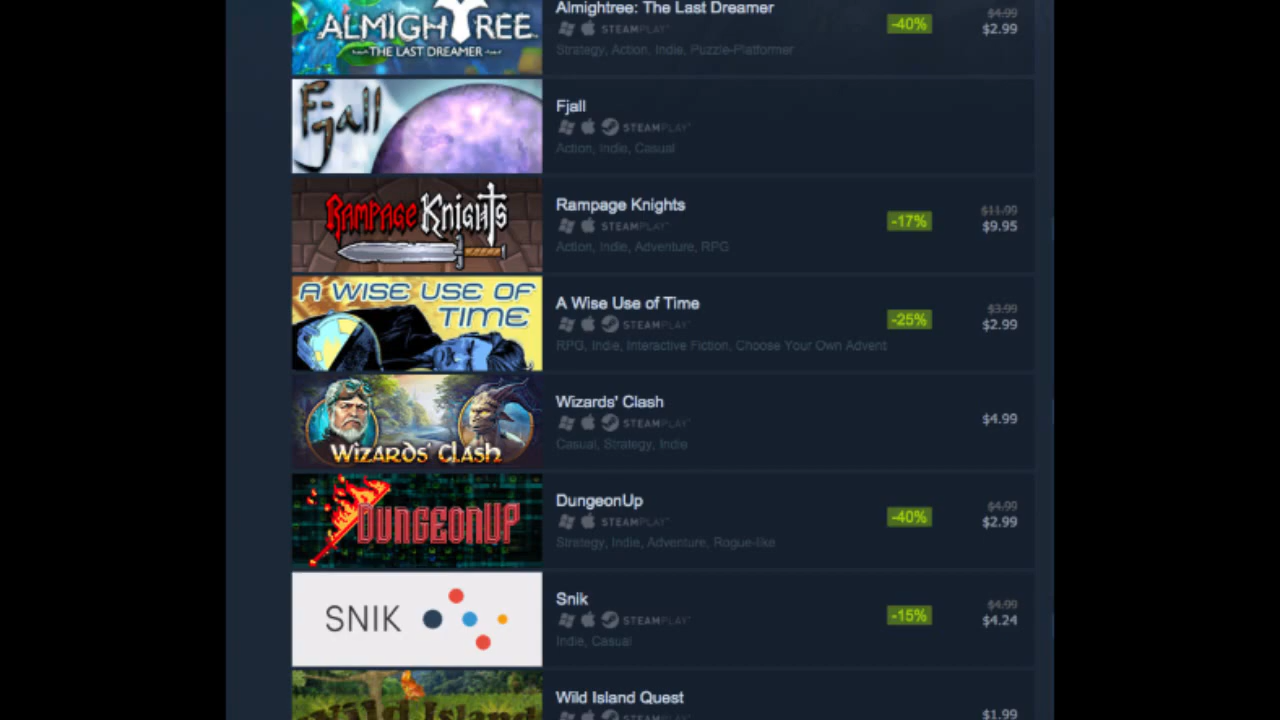 ALMIGHTREE
THE LAST DREAMER
Almightree: The Last Dreamer
STEAMPLAY
Strategy, Action, Indie, Puzzle-Platformer
-40%
$4.99
$2.99
Fjall
Fjall
STEAMPLAY
Action, Indie, Casual
RAMPAGE KNIGHTS
Rampage Knights
STEAMPLAY
Action, Indie, Adventure, RPG
-17%
$11.99
$9.95
A WISE USE OF
TIME
A Wise Use of Time
STEAMPLAY
RPG, Indie, Interactive Fiction, Choose Your Own Advent
-25%
$3.99
$2.99
WIZARDS' CLASH
Wizards' Clash
STEAMPLAY
Casual, Strategy, Indie
$4.99
DUNGEONUP
DungeonUp
STEAMPLAY
Strategy, Indie, Adventure, Rogue-like
-40%
$4.99
$2.99
SNIK
Snik
STEAMPLAY
Indie, Casual
-15%
$4.99
$4.24
Wild Island
Wild Island Quest
STEAMPLAY
$1.99